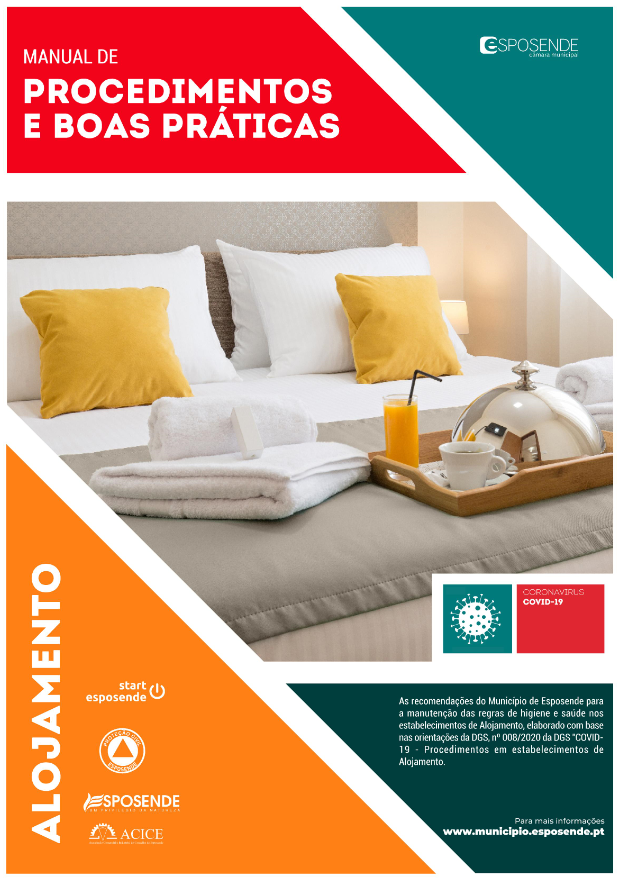 MANUAL DE
PROCEDIMENTOS
E BOAS PRÁTICAS
ESPOSENDE
câmara municipal
CORONAVIRUS
COVID-19
ALOJAMENTO
start
esposende
PROTEÇÃO CIVIL
ESPOSENDE
ESPOSENDE
ACICE
As recomendações do Município de Esposende para
a manutenção das regras de higiene e saúde nos
estabelecimentos de Alojamento, elaborado com base
nas orientações da DGS, nº 008/2020 da DGS "COVID-
19 - Procedimentos em estabelecimentos de
Alojamento.
Para mais informações
www.municipio.esposende.pt